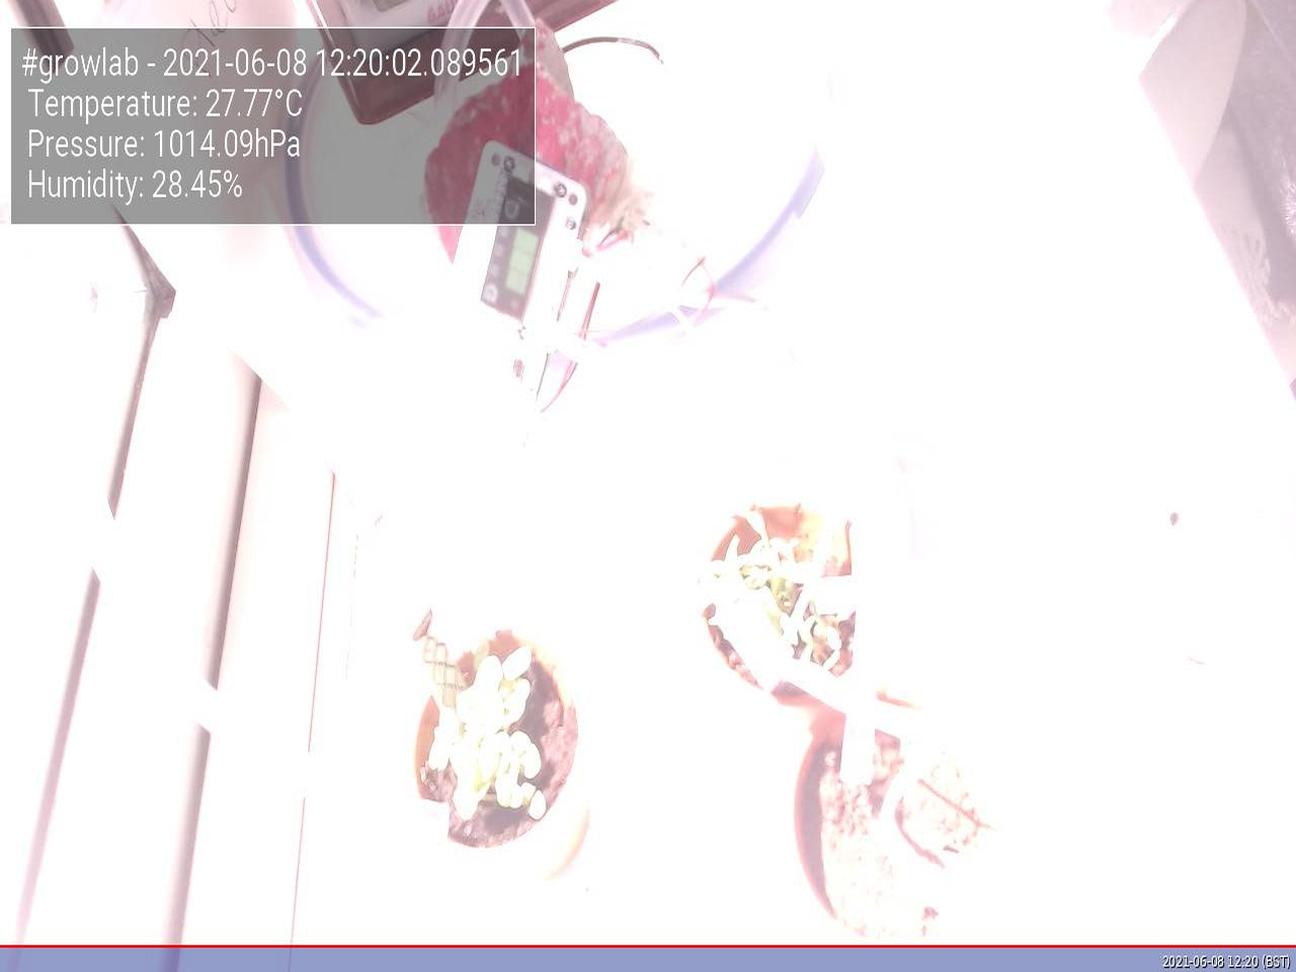 #growlab - 2021-06-08 12:20:02.089561
Temperature: 27.77°C
Pressure: 1014.09hPa
Humidity: 28.45%
2021-06-08 12:20 (BST)